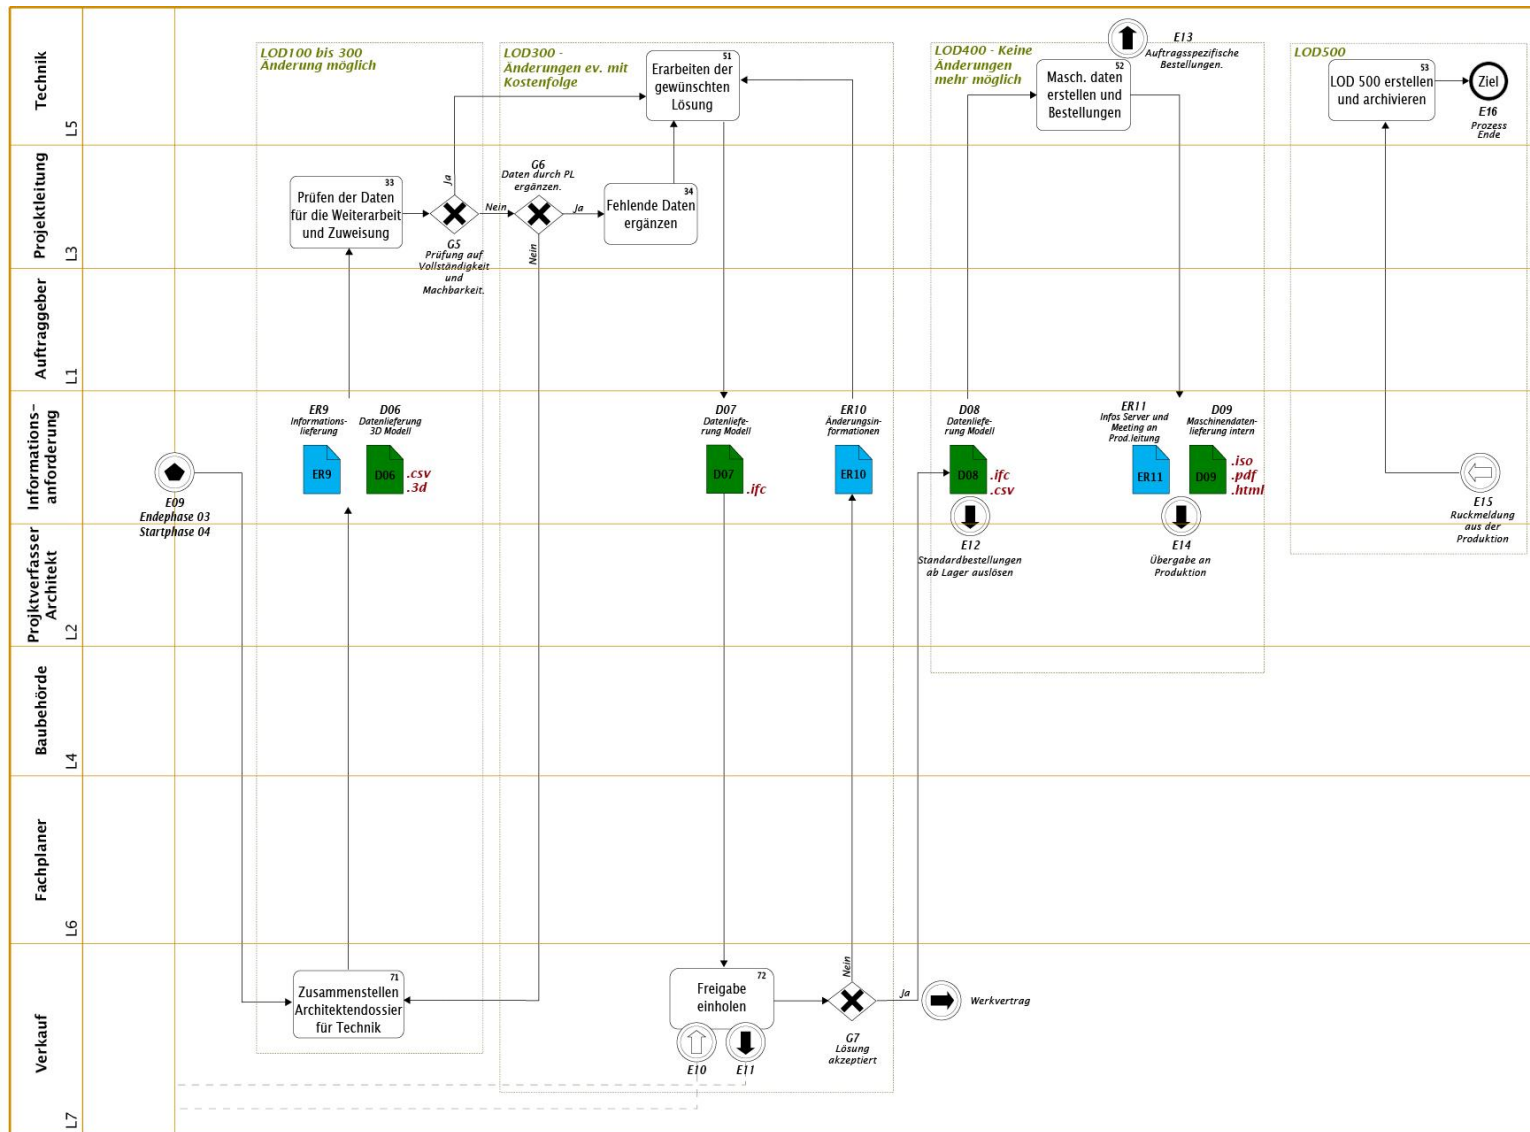 Technik
L5
Projektleitung
L3
Auftraggeber
L1
Informations-
anforderung
Projktverfasser
Architekt
L2
Baubehörde
L4
Fachplaner
L6
Verkauf
L7
E09
Endephase 03
Startphase 04
LOD100 bis 300
Änderung möglich
33
Prüfen der Daten
für die Weiterarbeit
und Zuweisung
Ja
Nein
G5
Prüfung auf
Vollständigkeit
und
Machbarkeit.
ER9
Informations-
lieferung
ER9
D06
Datenlieferung
3D Modell
D06
.csv
.3d
71
Zusammenstellen
Architektendossier
für Technik
LOD300 -
Änderungen ev. mit
Kostenfolge
51
Erarbeiten der
gewünschten
Lösung
G6
Daten durch PL
ergänzen.
Ja
Nein
34
Fehlende Daten
ergänzen
D07
Datenliefe-
rung Modell
D07
.ifc
ER10
Änderungsin-
formationen
ER10
72
Freigabe
einholen
E10
E11
Nein
Ja
G7
Lösung
akzeptiert
Werkvertrag
LOD400 - Keine
Änderungen
mehr möglich
E13
Auftragsspezifische
Bestellungen.
52
Masch. daten
erstellen und
Bestellungen
D08
Datenliefe-
rung Modell
D08
.ifc
.csv
E12
Standardbestellungen
ab Lager auslösen
ER11
Infos Server und
Meeting an
Prod.leitung
ER11
D09
Maschinendaten-
lieferung intern
D09
.iso
.pdf
.html
E14
Übergabe an
Produktion
LOD500
53
LOD 500 erstellen
und archivieren
Ziel
E16
Prozess
Ende
E15
Ruckmeldung
aus der
Produktion